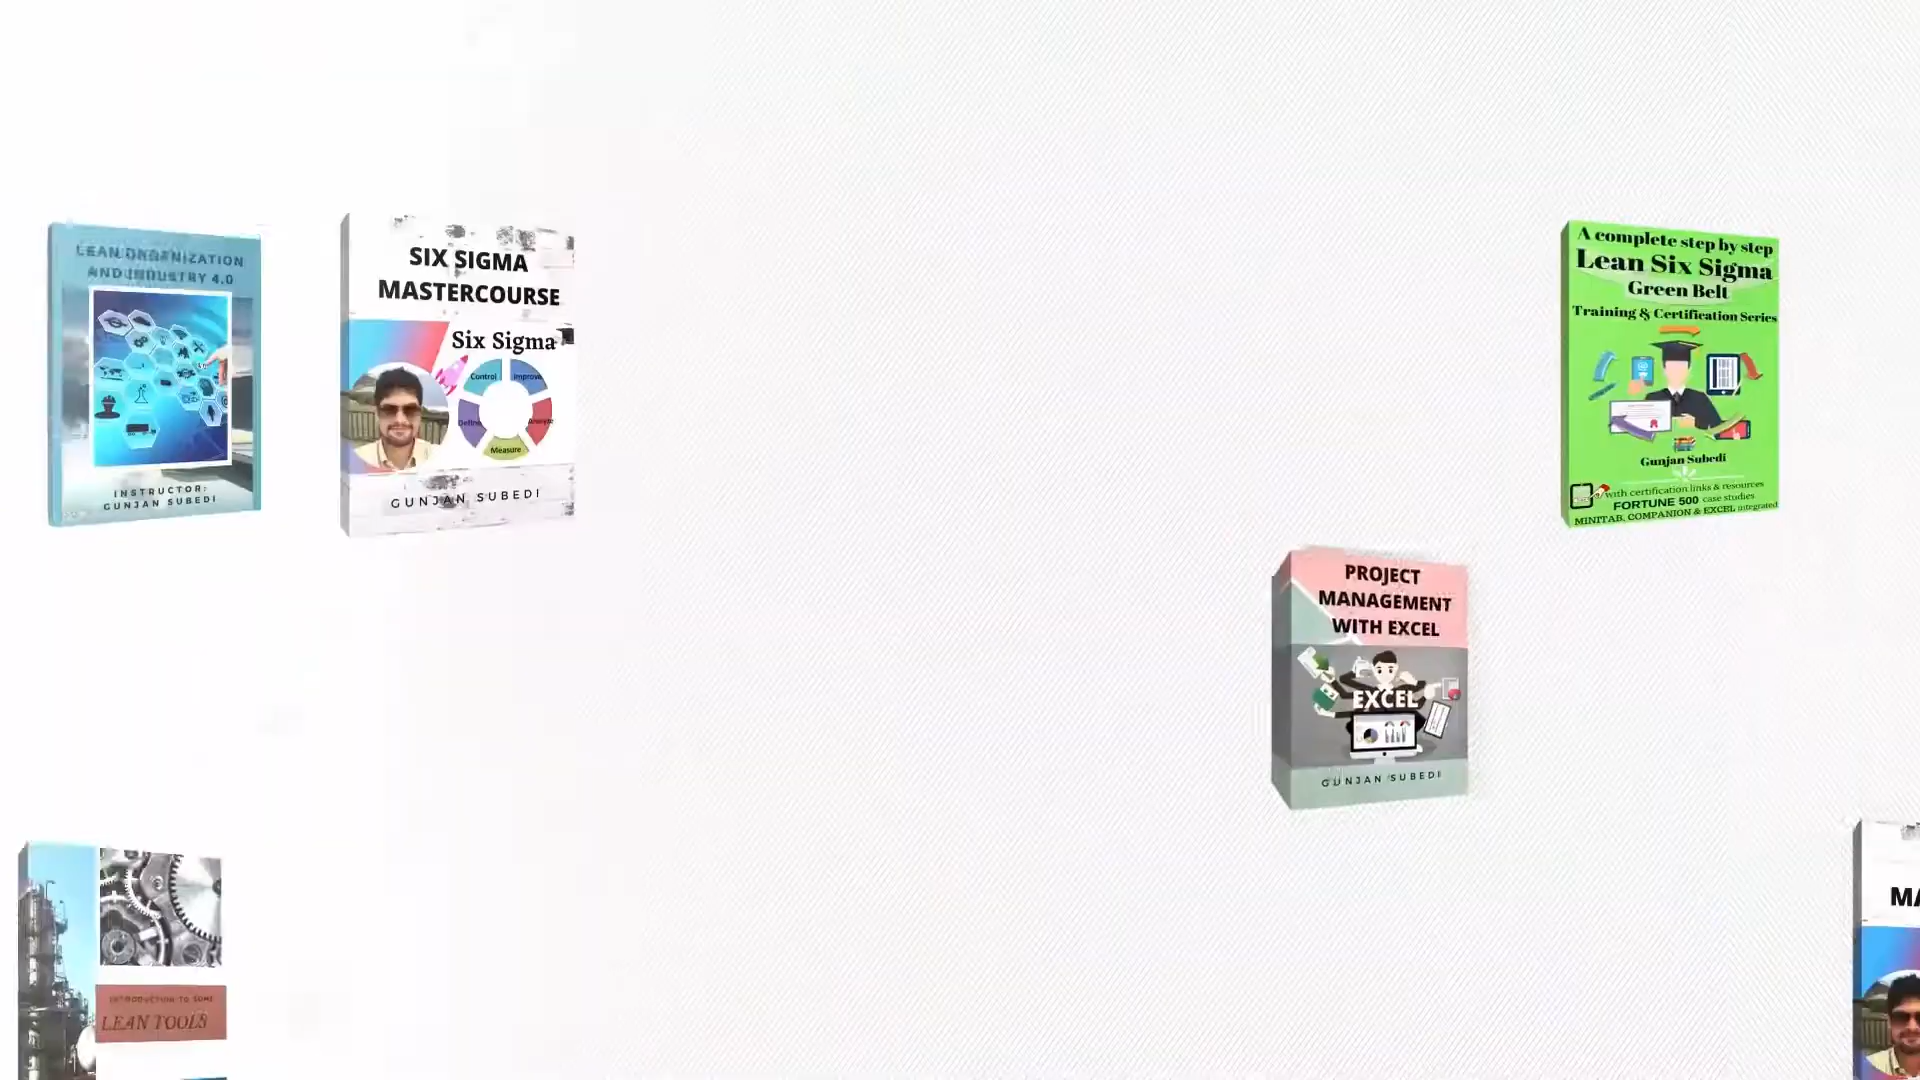 LEAN ORGANIZATION
AND INDUSTRY 4.0
INSTRUCTOR:
GUNJAN SUBEDI
SIX SIGMA
MASTERCOURSE
Six Sigma
Control
Improve
Define
Analyze
Measure
GUNJAN SUBEDI
A complete step by step
Lean Six Sigma
Green Belt
Training & Certification Series
Gunjan Subedi
with certification links & resources
FORTUNE 500 case studies
MINITAB, COMPANION & EXCEL integrated
PROJECT
MANAGEMENT
WITH EXCEL
EXCEL
GUNJAN SUBEDI
INTRODUCTION TO SOME
LEAN TOOLS
MA